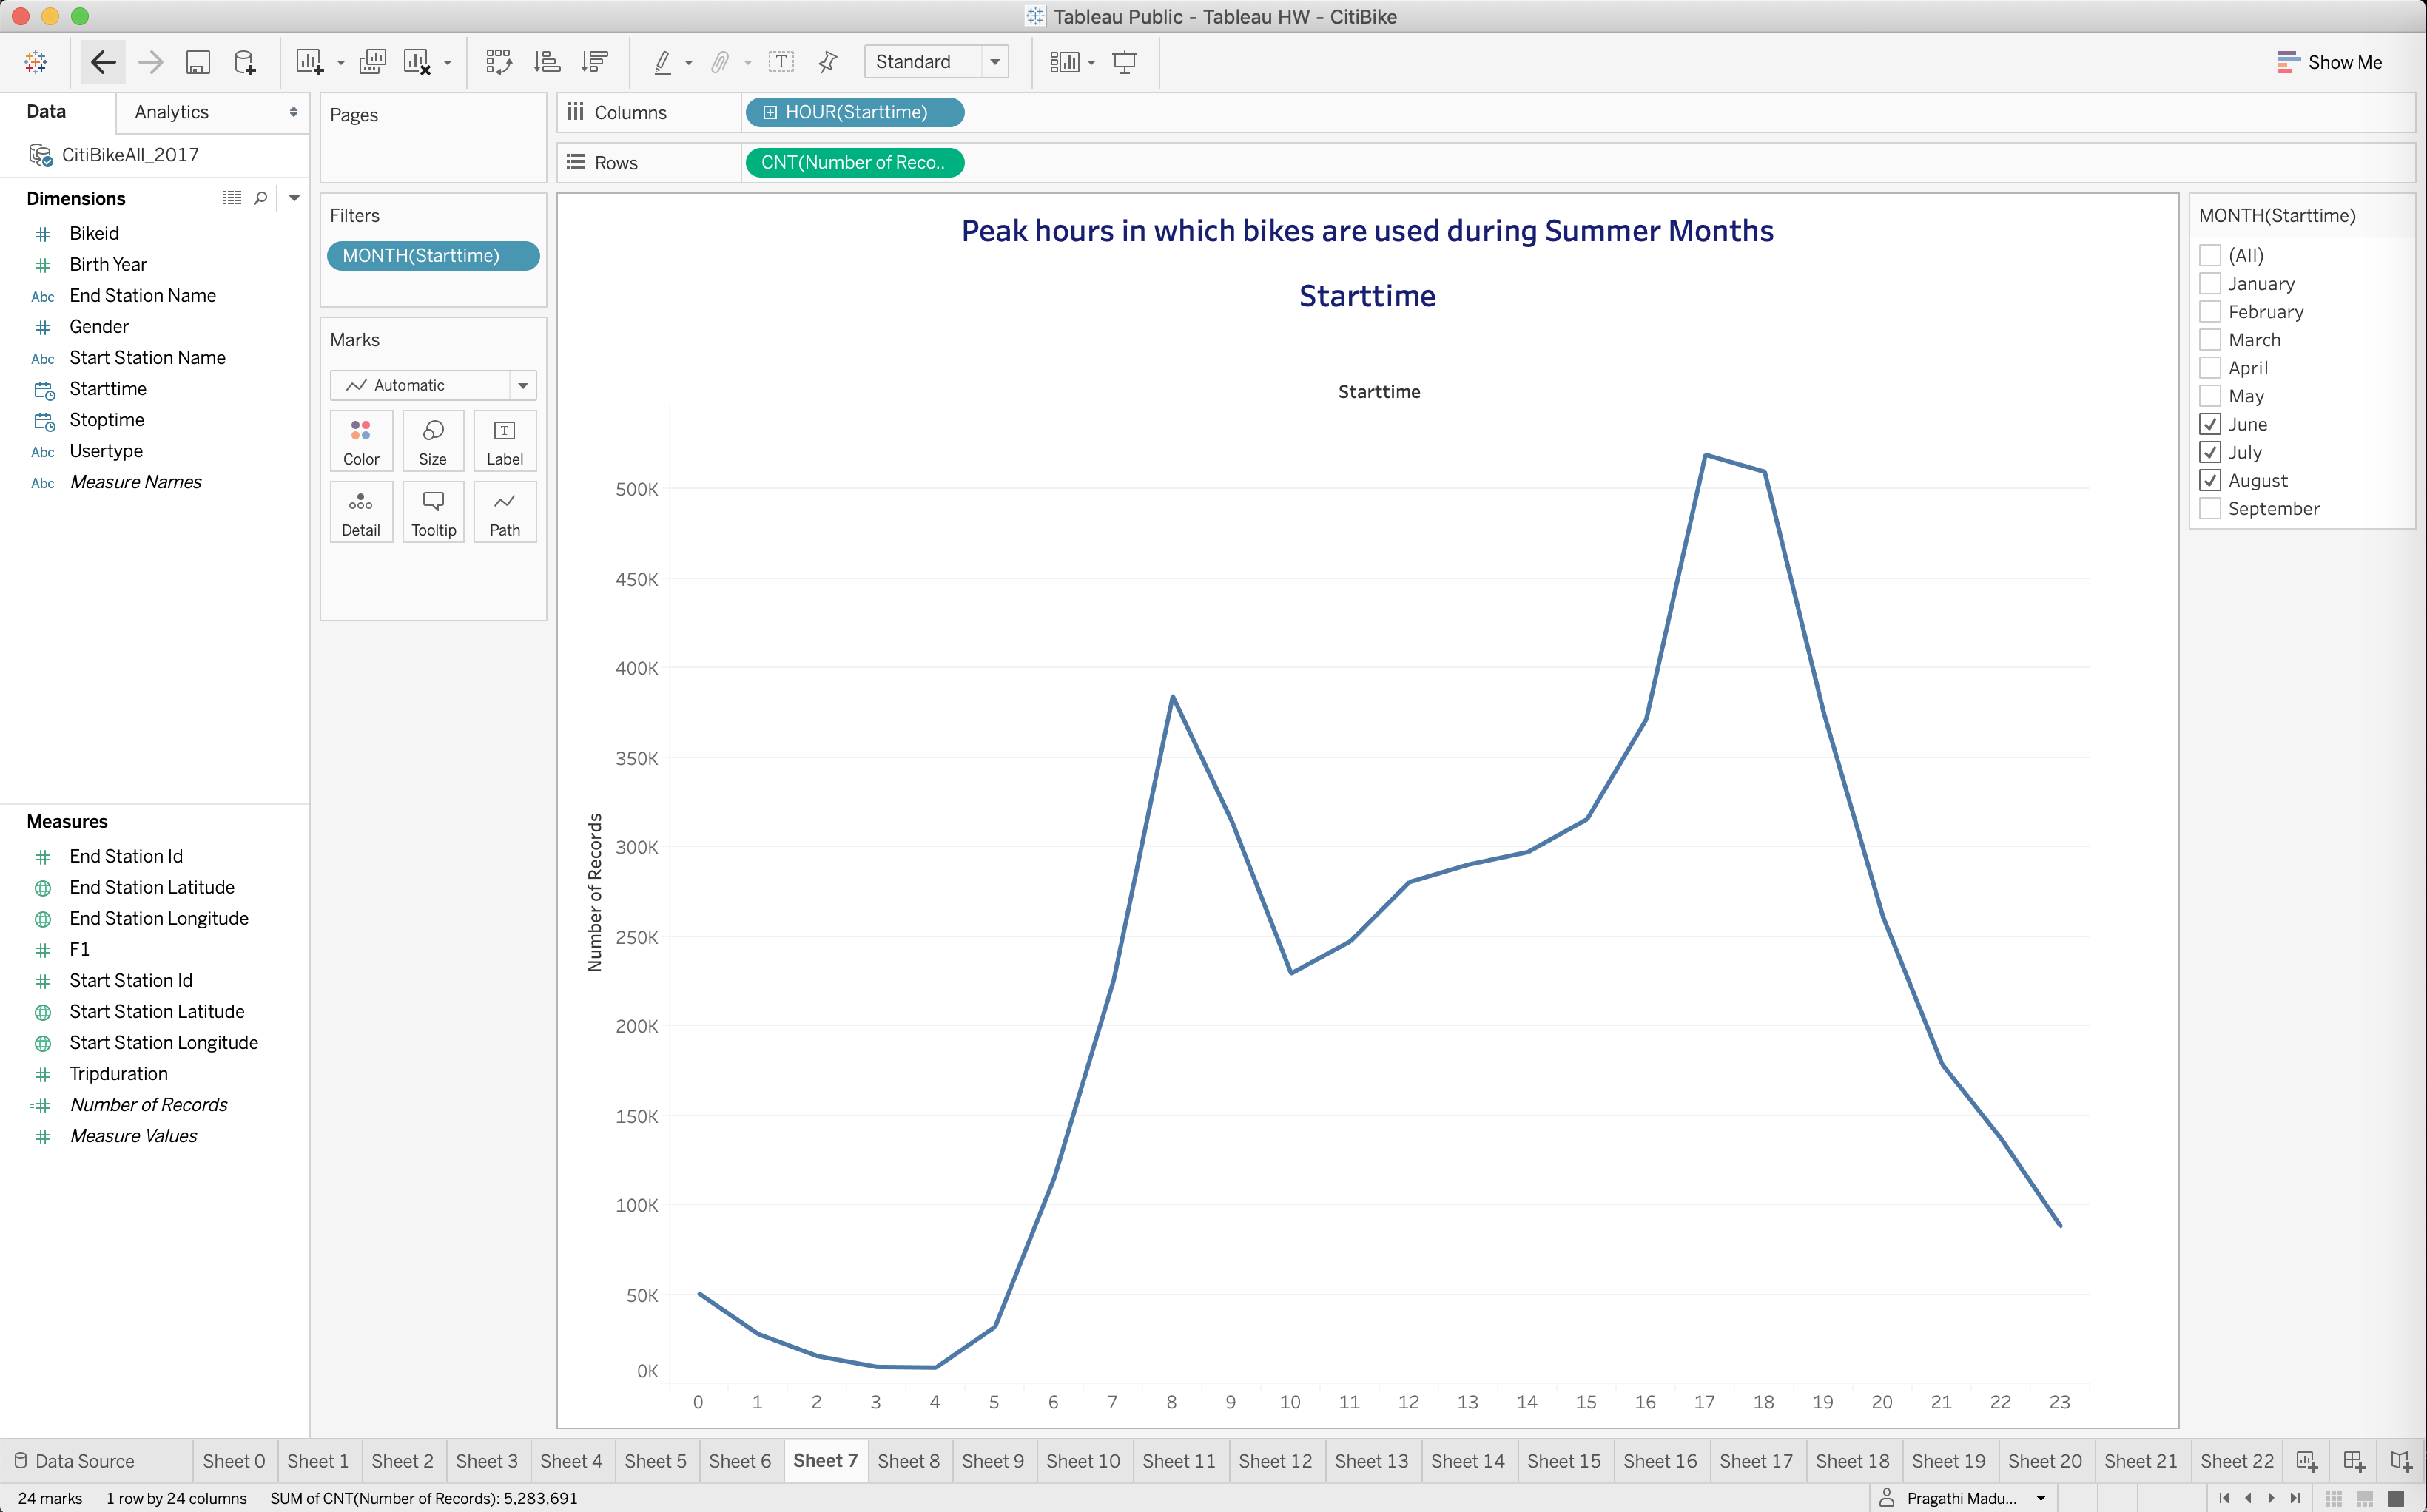 Tableau Public - Tableau HW - CitiBike
Standard
Show Me
Data
Analytics
CitiBikeAll_2017
Dimensions
Bikeid
Birth Year
Abc End Station Name
Gender
Abc Start Station Name
Starttime
Stoptime
Abc Usertype
Abc Measure Names
Measures
End Station Id
End Station Latitude
End Station Longitude
F1
Start Station Id
Start Station Latitude
Start Station Longitude
Tripduration
Number of Records
Measure Values
Pages
Filters
MONTH(Starttime)
Marks
Automatic
Color Size Label
Detail Tooltip Path
Columns HOUR(Starttime)
Rows CNT(Number of Reco..
Peak hours in which bikes are used during Summer Months
Starttime
Starttime
Number of Records
500K
450K
400K
350K
300K
250K
200K
150K
100K
50K
0K
0 1 2 3 4 5 6 7 8 9 10 11 12 13 14 15 16 17 18 19 20 21 22 23
MONTH(Starttime)
(All)
January
February
March
April
May
June
July
August
September
Data Source Sheet 0 Sheet 1 Sheet 2 Sheet 3 Sheet 4 Sheet 5 Sheet 6 Sheet 7 Sheet 8 Sheet 9 Sheet 10 Sheet 11 Sheet 12 Sheet 13 Sheet 14 Sheet 15 Sheet 16 Sheet 17 Sheet 18 Sheet 19 Sheet 20 Sheet 21 Sheet 22
24 marks 1 row by 24 columns SUM of CNT(Number of Records): 5,283,691 Pragathi Madu...